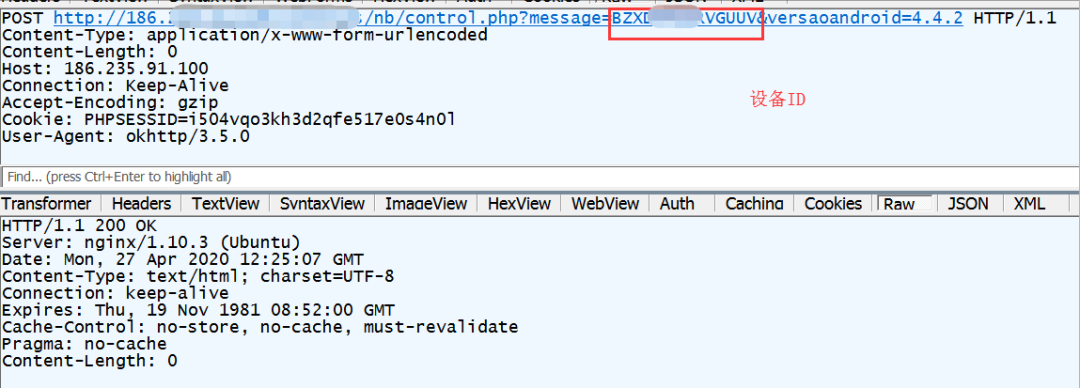 POST http://186.2 /nb/control.php?message=BZXD VGUUV&versaoandroid=4.4.2 HTTP/1.1
Content-Type: application/x-www-form-urlencoded
Content-Length: 0
Host: 186.235.91.100
Connection: Keep-Alive
Accept-Encoding: gzip
Cookie: PHPSESSID=i504vqo3kh3d2qfe517e0s4n0l
User-Agent: okhttp/3.5.0
设备ID
Find... (press Ctrl+Enter to highlight all)
Transformer Headers TextView SyntaxView ImageView HexView WebView Auth Caching Cookies Raw JSON XML
HTTP/1.1 200 OK
Server: nginx/1.10.3 (Ubuntu)
Date: Mon, 27 Apr 2020 12:25:07 GMT
Content-Type: text/html; charset=UTF-8
Connection: keep-alive
Expires: Thu, 19 Nov 1981 08:52:00 GMT
Cache-Control: no-store, no-cache, must-revalidate
Pragma: no-cache
Content-Length: 0